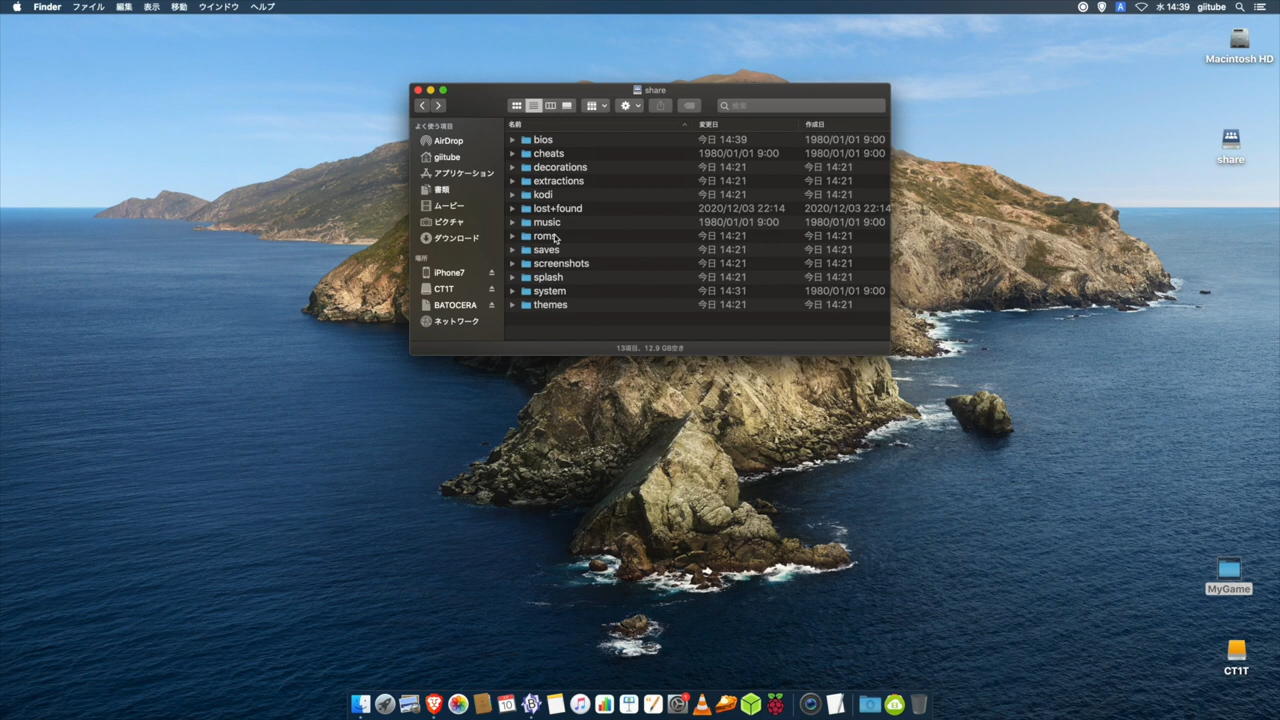 Finder ファイル 編集 表示 移動 ウインドウ ヘルプ A 水 14:39 giitube
share
検索
よく使う項目
AirDrop
giitube
アプリケーション
書類
ムービー
ピクチャ
ダウンロード
場所
iPhone7
CT1T
BATOCERA
ネットワーク
名前 変更日 作成日
bios 今日 14:39 1980/01/01 9:00
cheats 1980/01/01 9:00 1980/01/01 9:00
decorations 今日 14:21 今日 14:21
extractions 今日 14:21 今日 14:21
kodi 今日 14:21 今日 14:21
lost+found 2020/12/03 22:14 2020/12/03 22:14
music 1980/01/01 9:00 1980/01/01 9:00
roms 今日 14:21 今日 14:21
saves 今日 14:21 今日 14:21
screenshots 今日 14:21 今日 14:21
splash 今日 14:21 今日 14:21
system 今日 14:31 1980/01/01 9:00
themes 今日 14:21 今日 14:21
13項目、12.9 GB空き
Macintosh HD
share
MyGame
CT1T
10